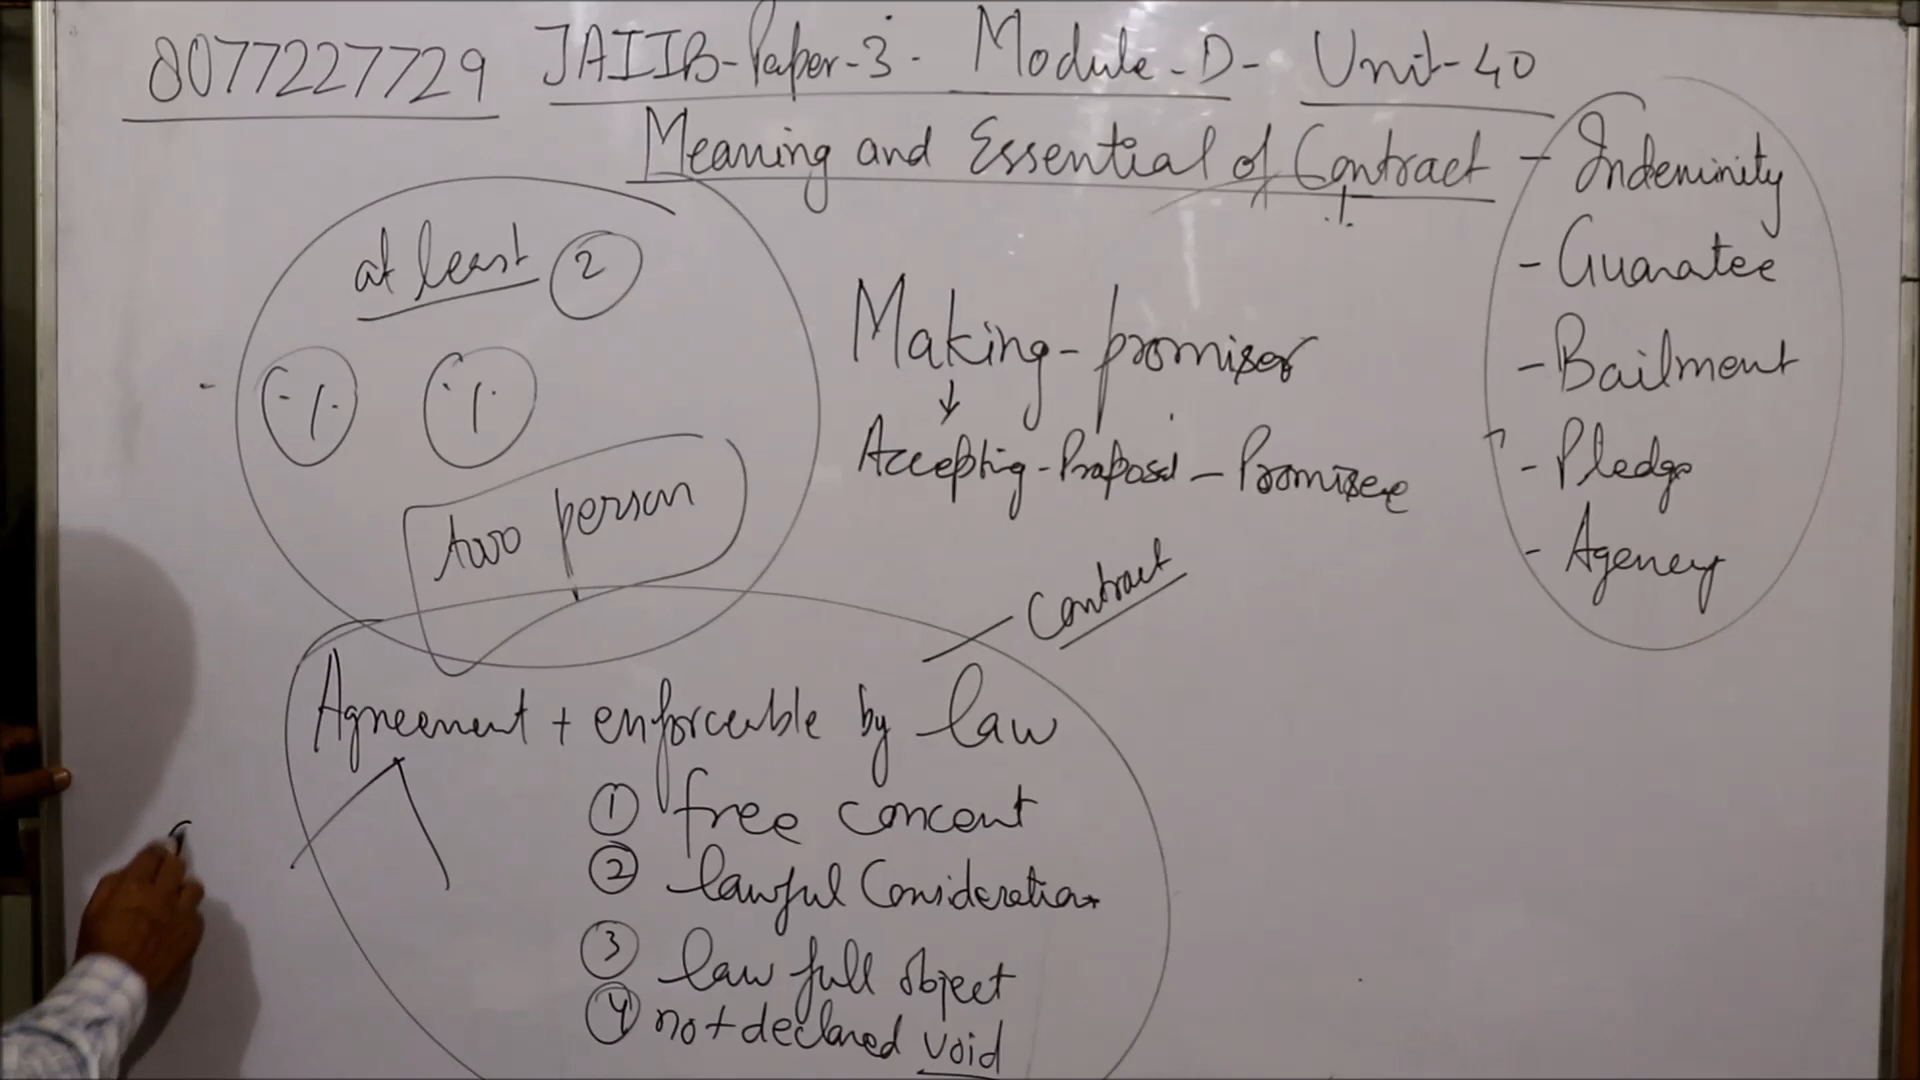 8077227729 JAIIB-Paper-3. Module-D- Unit-40
Meaning and Essential of Contract - Indeminity
- Guaratee
- Bailment
- Pledge
- Agency
at least 2
two person
Making-promiser
Accepting-Proposal-Promisee
Contract
Agreement + enforceable by law
1 free concent
2 lawful Consideration
3 law full object
4 not declared void